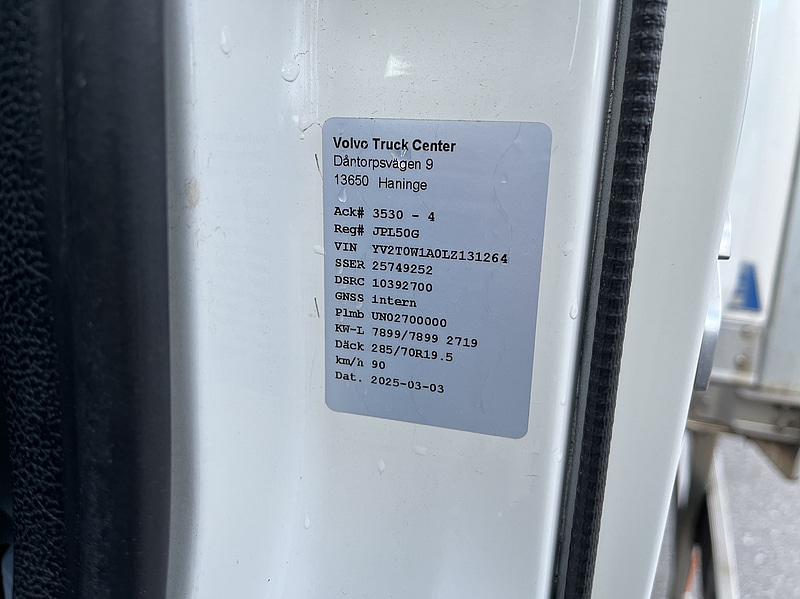 Volvo Truck Center
Dåntorpsvägen 9
13650 Haninge
Ack# 3530 - 4
Reg# JPL50G
VIN YV2T0W1A0LZ131264
SSER 25749252
DSRC 10392700
GNSS intern
Plmb UN02700000
KW-L 7899/7899 2719
Däck 285/70R19.5
km/h 90
Dat. 2025-03-03